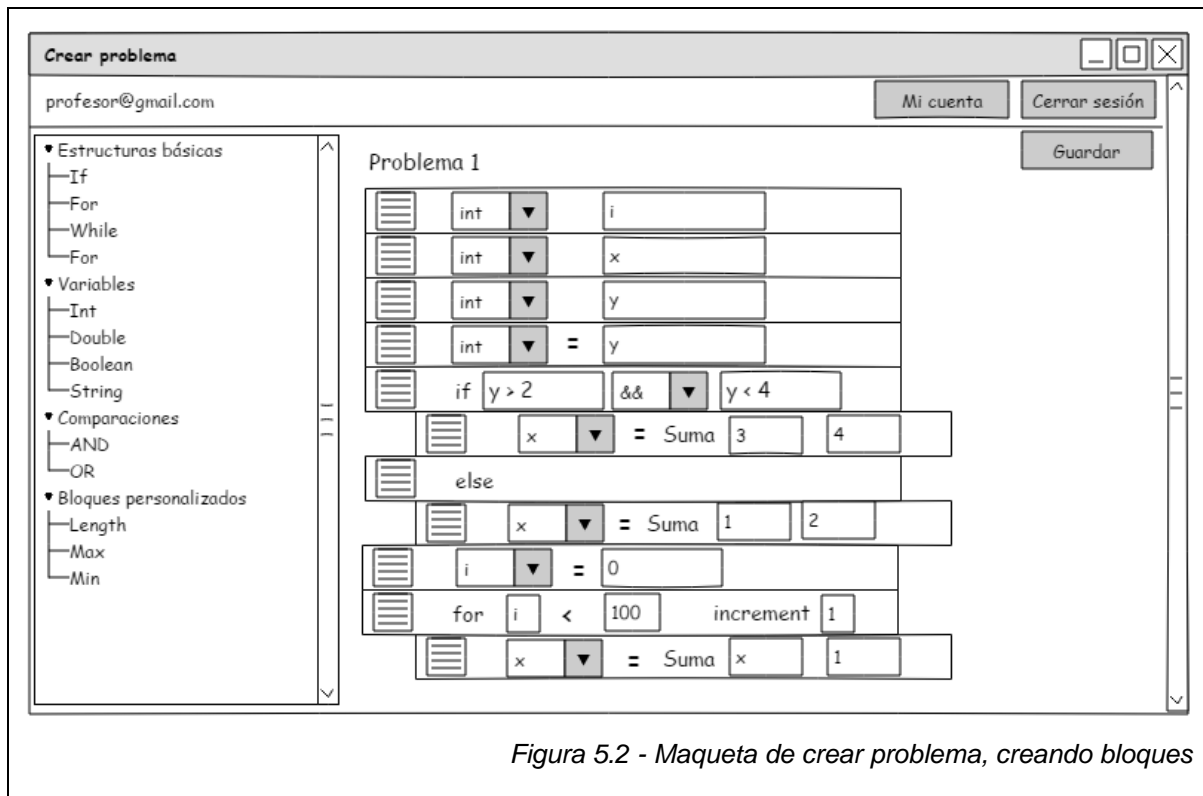 Crear problema
profesor@gmail.com
Mi cuenta
Cerrar sesión
Estructuras básicas
If
For
While
For
Variables
Int
Double
Boolean
String
Comparaciones
AND
OR
Bloques personalizados
Length
Max
Min
Guardar
Problema 1
int i
int x
int y
int = y
if y > 2 && y < 4
x = Suma 3 4
else
x = Suma 1 2
i = 0
for i < 100 increment 1
x = Suma x 1
Figura 5.2 - Maqueta de crear problema, creando bloques